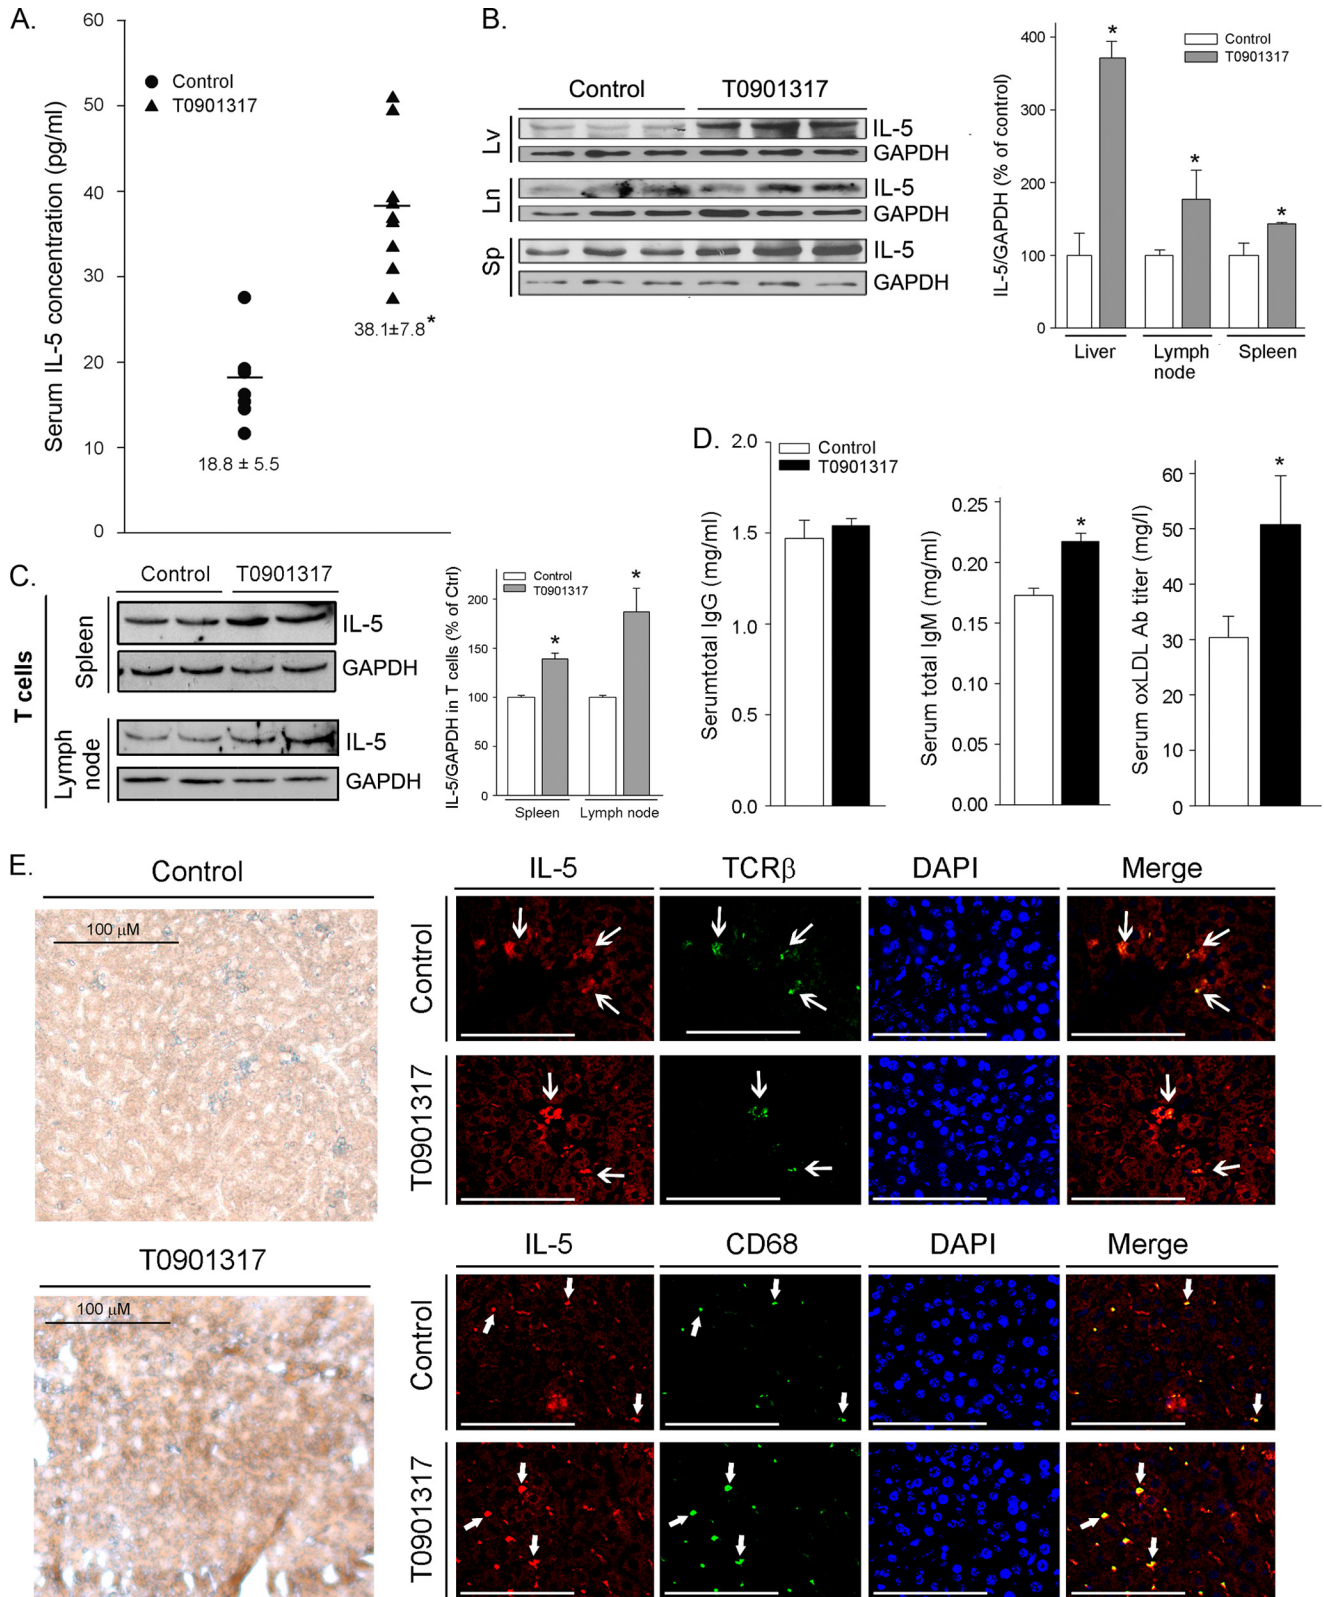 A.
60
50
40
30
20
10
0
Serum IL-5 concentration (pg/ml)
Control
T0901317
38.1±7.8*
18.8 ± 5.5
B.
Control
T0901317
Lv
IL-5
GAPDH
Ln
IL-5
GAPDH
Sp
IL-5
GAPDH
IL-5/GAPDH (% of control)
400
300
200
100
0
Control
T0901317
*
*
*
Liver
Lymph
node
Spleen
C.
T cells
Control
T0901317
Spleen
IL-5
GAPDH
Lymph
node
IL-5
GAPDH
IL-5/GAPDH in T cells (% of Ctrl)
200
150
100
50
0
Control
T0901317
*
*
Spleen
Lymph node
D.
Serumtotal IgG (mg/ml)
2.0
1.5
1.0
0.5
0.0
Control
T0901317
Serum total IgM (mg/ml)
0.25
0.20
0.15
0.10
0.05
0.00
*
Serum oxLDL Ab titer (mg/l)
60
50
40
30
20
10
0
*
E.
Control
100 μM
T0901317
100 μM
IL-5
TCRβ
DAPI
Merge
Control
T0901317
IL-5
CD68
DAPI
Merge
Control
T0901317